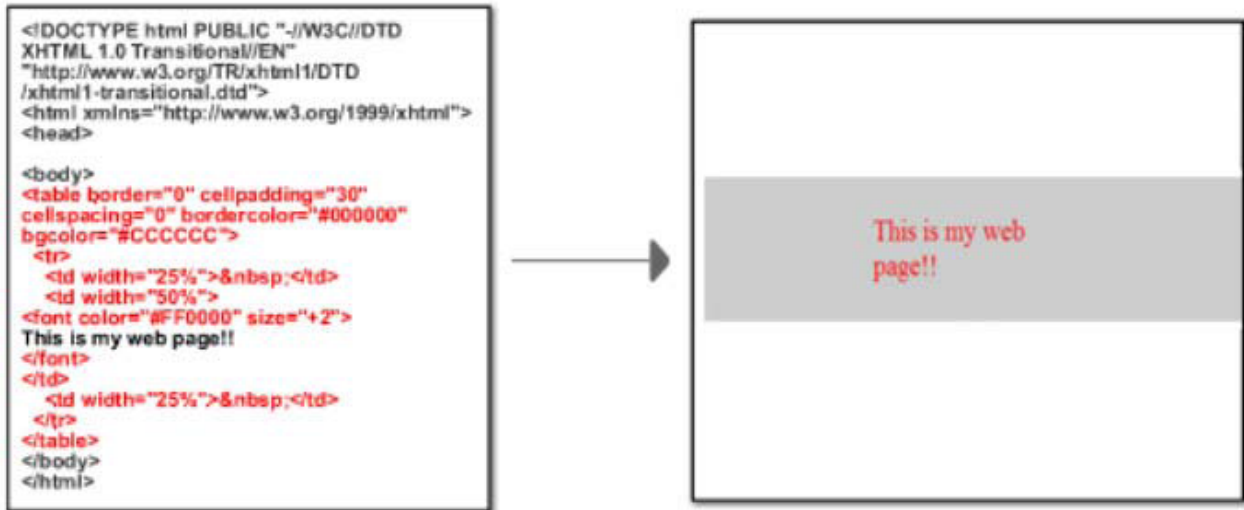 <!DOCTYPE html PUBLIC "-//W3C//DTD
XHTML 1.0 Transitional//EN"
"http://www.w3.org/TR/xhtml1/DTD
/xhtml1-transitional.dtd">
<html xmlns="http://www.w3.org/1999/xhtml">
<head>
<body>
<table border="0" cellpadding="30"
cellspacing="0" bordercolor="#000000"
bgcolor="#CCCCCC">
<tr>
<td width="25%">&nbsp;</td>
<td width="50%">
<font color="#FF0000" size="+2">
This is my web page!!
</font>
</td>
<td width="25%">&nbsp;</td>
</tr>
</table>
</body>
</html>
This is my web
page!!